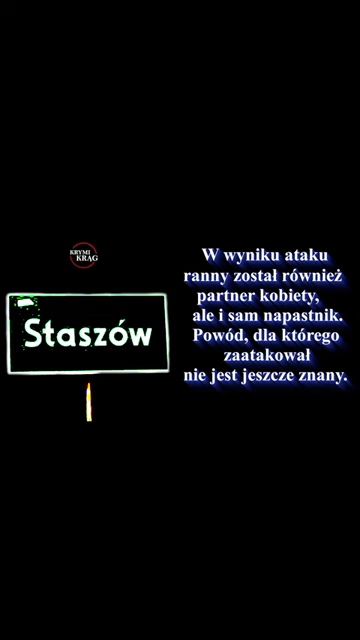 KRYMI
KRĄG
Staszów
W wyniku ataku
ranny został również
partner kobiety,
ale i sam napastnik.
Powód, dla którego
zaatakował
nie jest jeszcze znany.